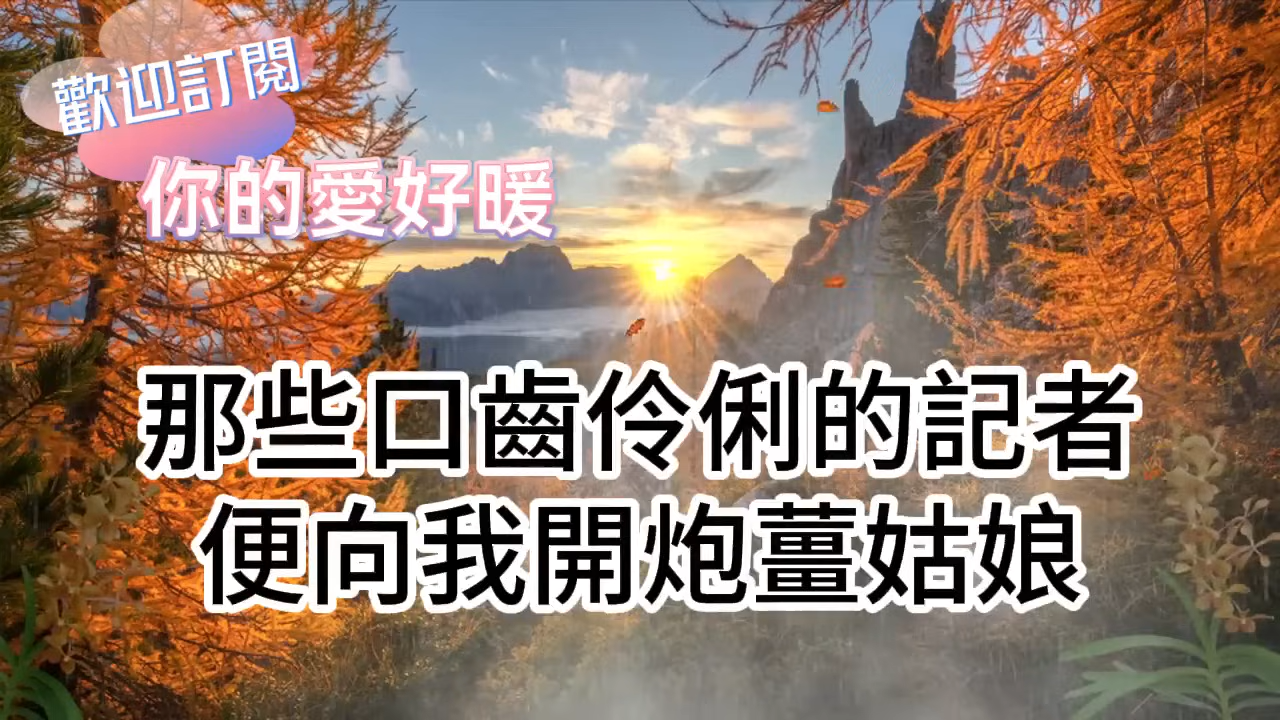 歡迎訂閱
你的愛好暖
那些口齒伶俐的記者
便向我開炮薑姑娘